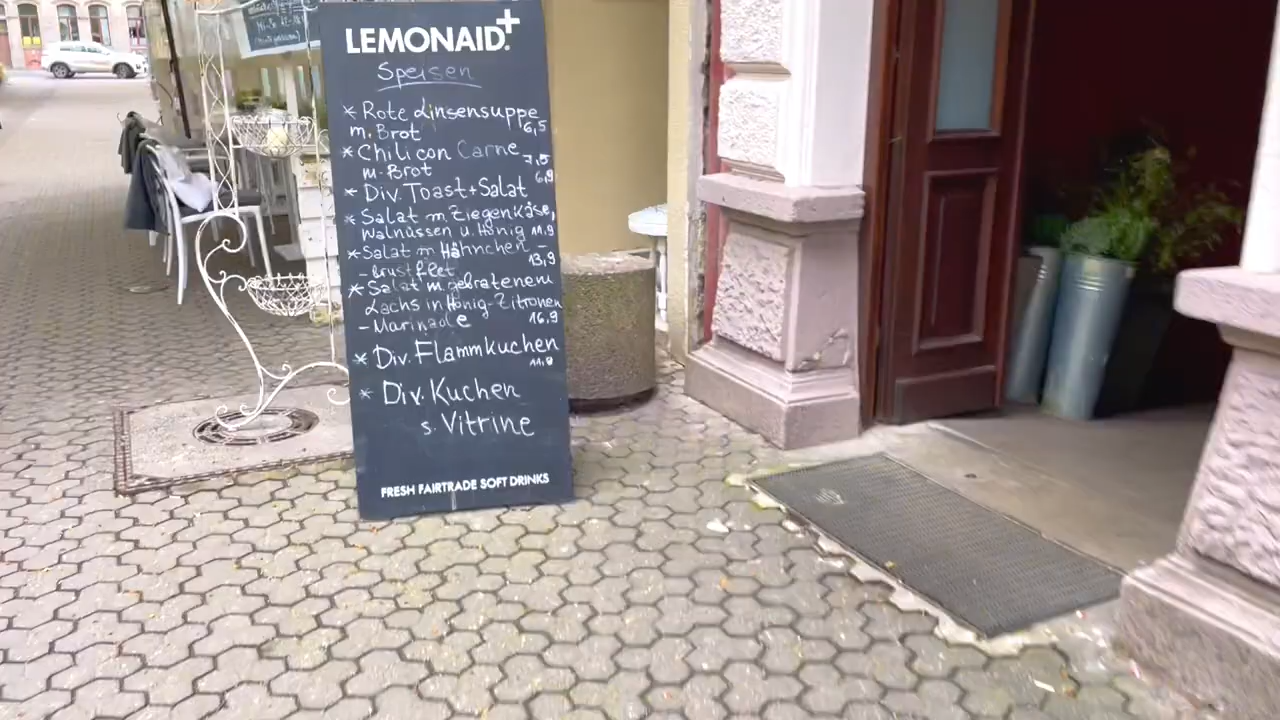 LEMONAID+
Speisen
* Rote Linsensuppe
m. Brot 6,5
* Chili con Carne 7,5
m. Brot 6,9
* Div. Toast + Salat
* Salat m. Ziegenkäse,
Walnüssen u. Honig 11,9
* Salat m Hähnchen -
- brustfilet 13,9
* Salat m. gebratenem
Lachs in Honig-Zitronen
- Marinade 16,9
* Div. Flammkuchen
* Div. Kuchen
s. Vitrine
FRESH FAIRTRADE SOFT DRINKS